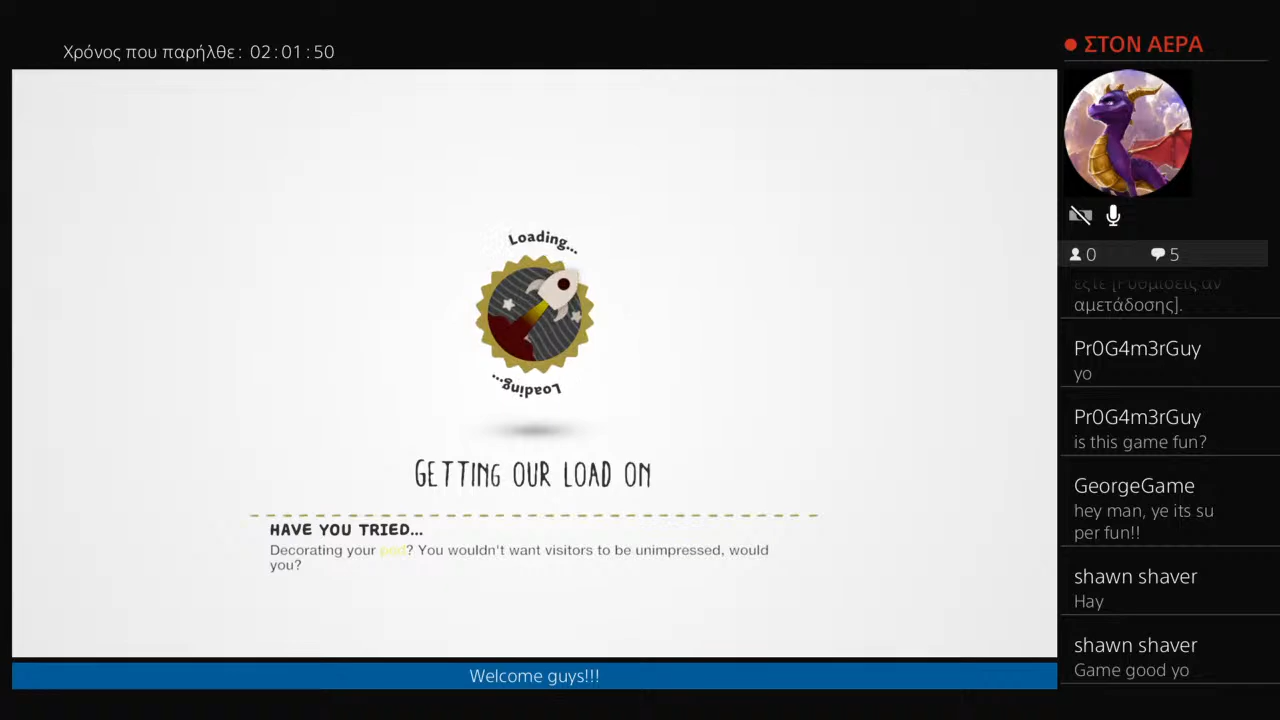 Χρόνος που παρήλθε: 02:01:50
ΣΤΟΝ ΑΕΡΑ
0
5
εξτε [Ρυθμίσεις αν
αμετάδοσης].
Pr0G4m3rGuy
yo
Pr0G4m3rGuy
is this game fun?
GeorgeGame
hey man, ye its su
per fun!!
shawn shaver
Hay
shawn shaver
Game good yo
Loading...
Loading...
GETTING OUR LOAD ON
HAVE YOU TRIED...
Decorating your pod? You wouldn't want visitors to be unimpressed, would
you?
Welcome guys!!!